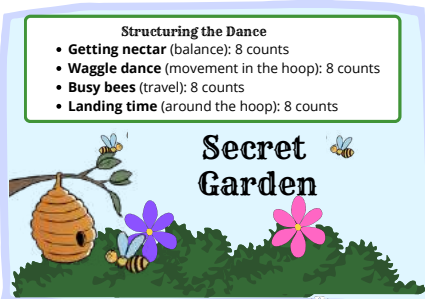 Structuring the Dance
• Getting nectar (balance): 8 counts
• Waggle dance (movement in the hoop): 8 counts
• Busy bees (travel): 8 counts
• Landing time (around the hoop): 8 counts
Secret
Garden